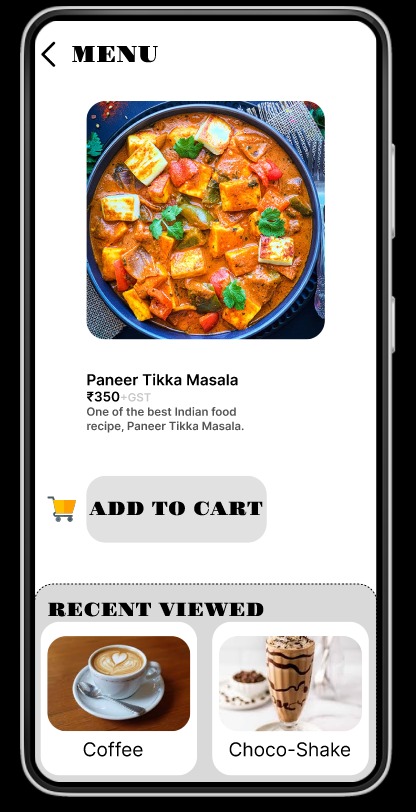 MENU
Paneer Tikka Masala
₹350+GST
One of the best Indian food
recipe, Paneer Tikka Masala.
ADD TO CART
RECENT VIEWED
Coffee
Choco-Shake